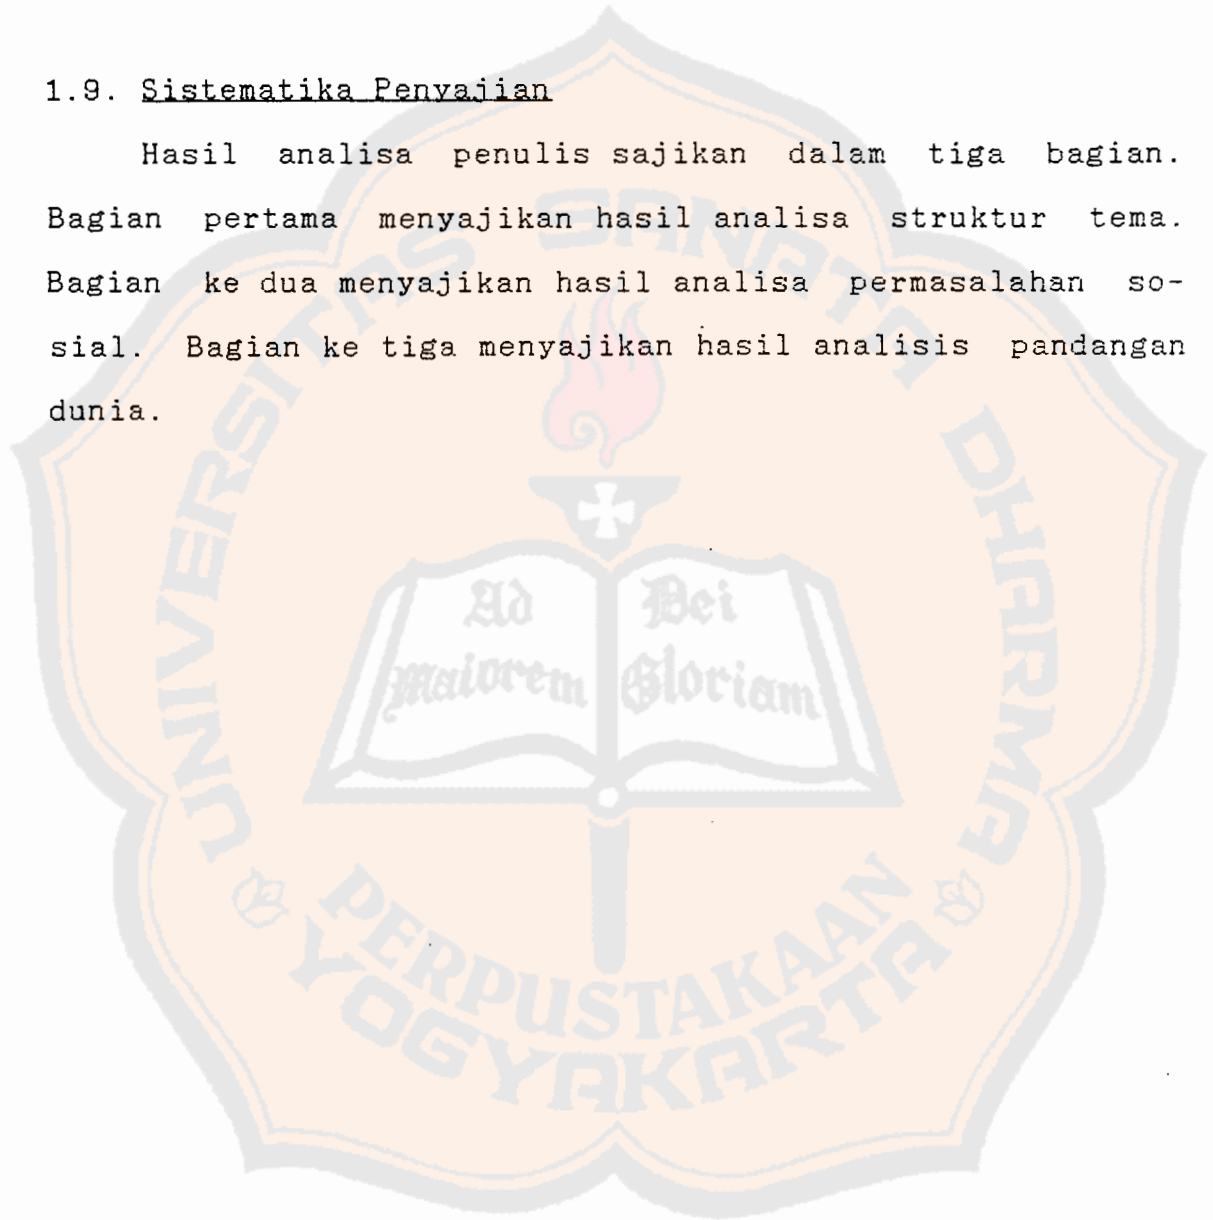 1.9. Sistematika Penyajian
Hasil analisa penulis sajikan dalam tiga bagian.
Bagian pertama menyajikan hasil analisa struktur tema.
Bagian ke dua menyajikan hasil analisa permasalahan so-
sial. Bagian ke tiga menyajikan hasil analisis pandangan
dunia.
UNIVERSITAS SANATA DHARMA
Ad Dei
Maiorem Gloriam
PERPUSTAKAAN
YOGYAKARTA